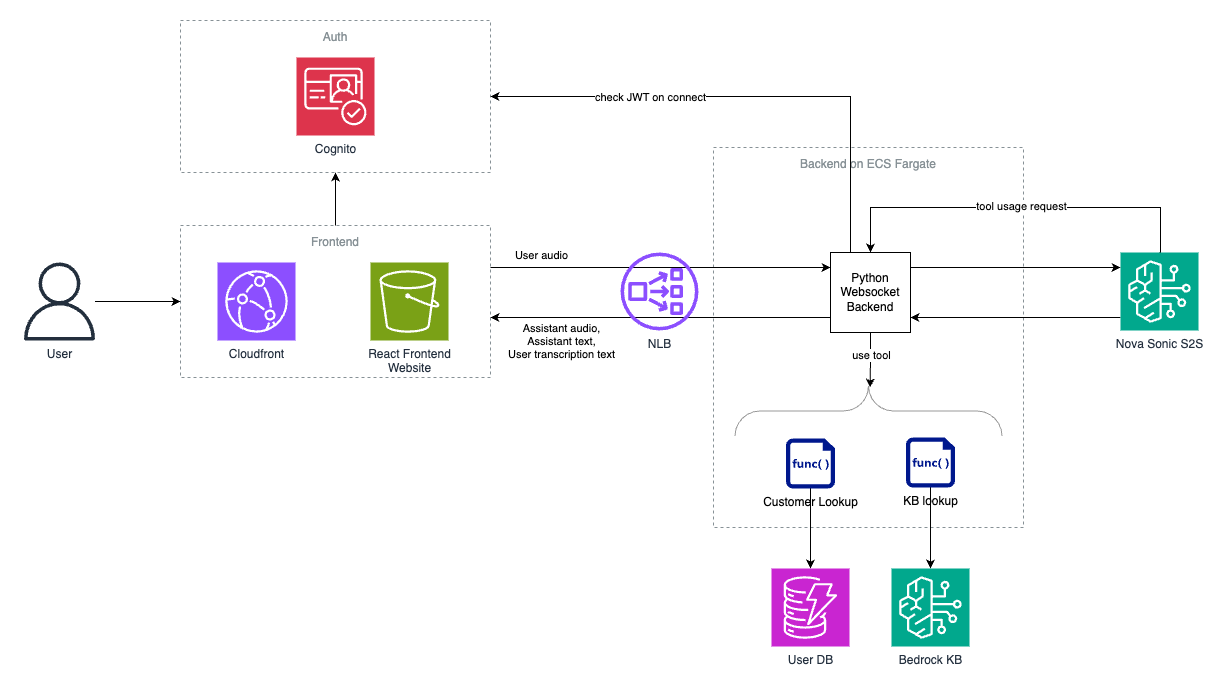 Auth
Cognito
check JWT on connect
Backend on ECS Fargate
tool usage request
Frontend
User audio
Python
Websocket
Backend
User
Cloudfront
React Frontend
Website
Assistant audio,
Assistant text,
User transcription text
NLB
Nova Sonic S2S
use tool
func( )
func( )
Customer Lookup
KB lookup
User DB
Bedrock KB